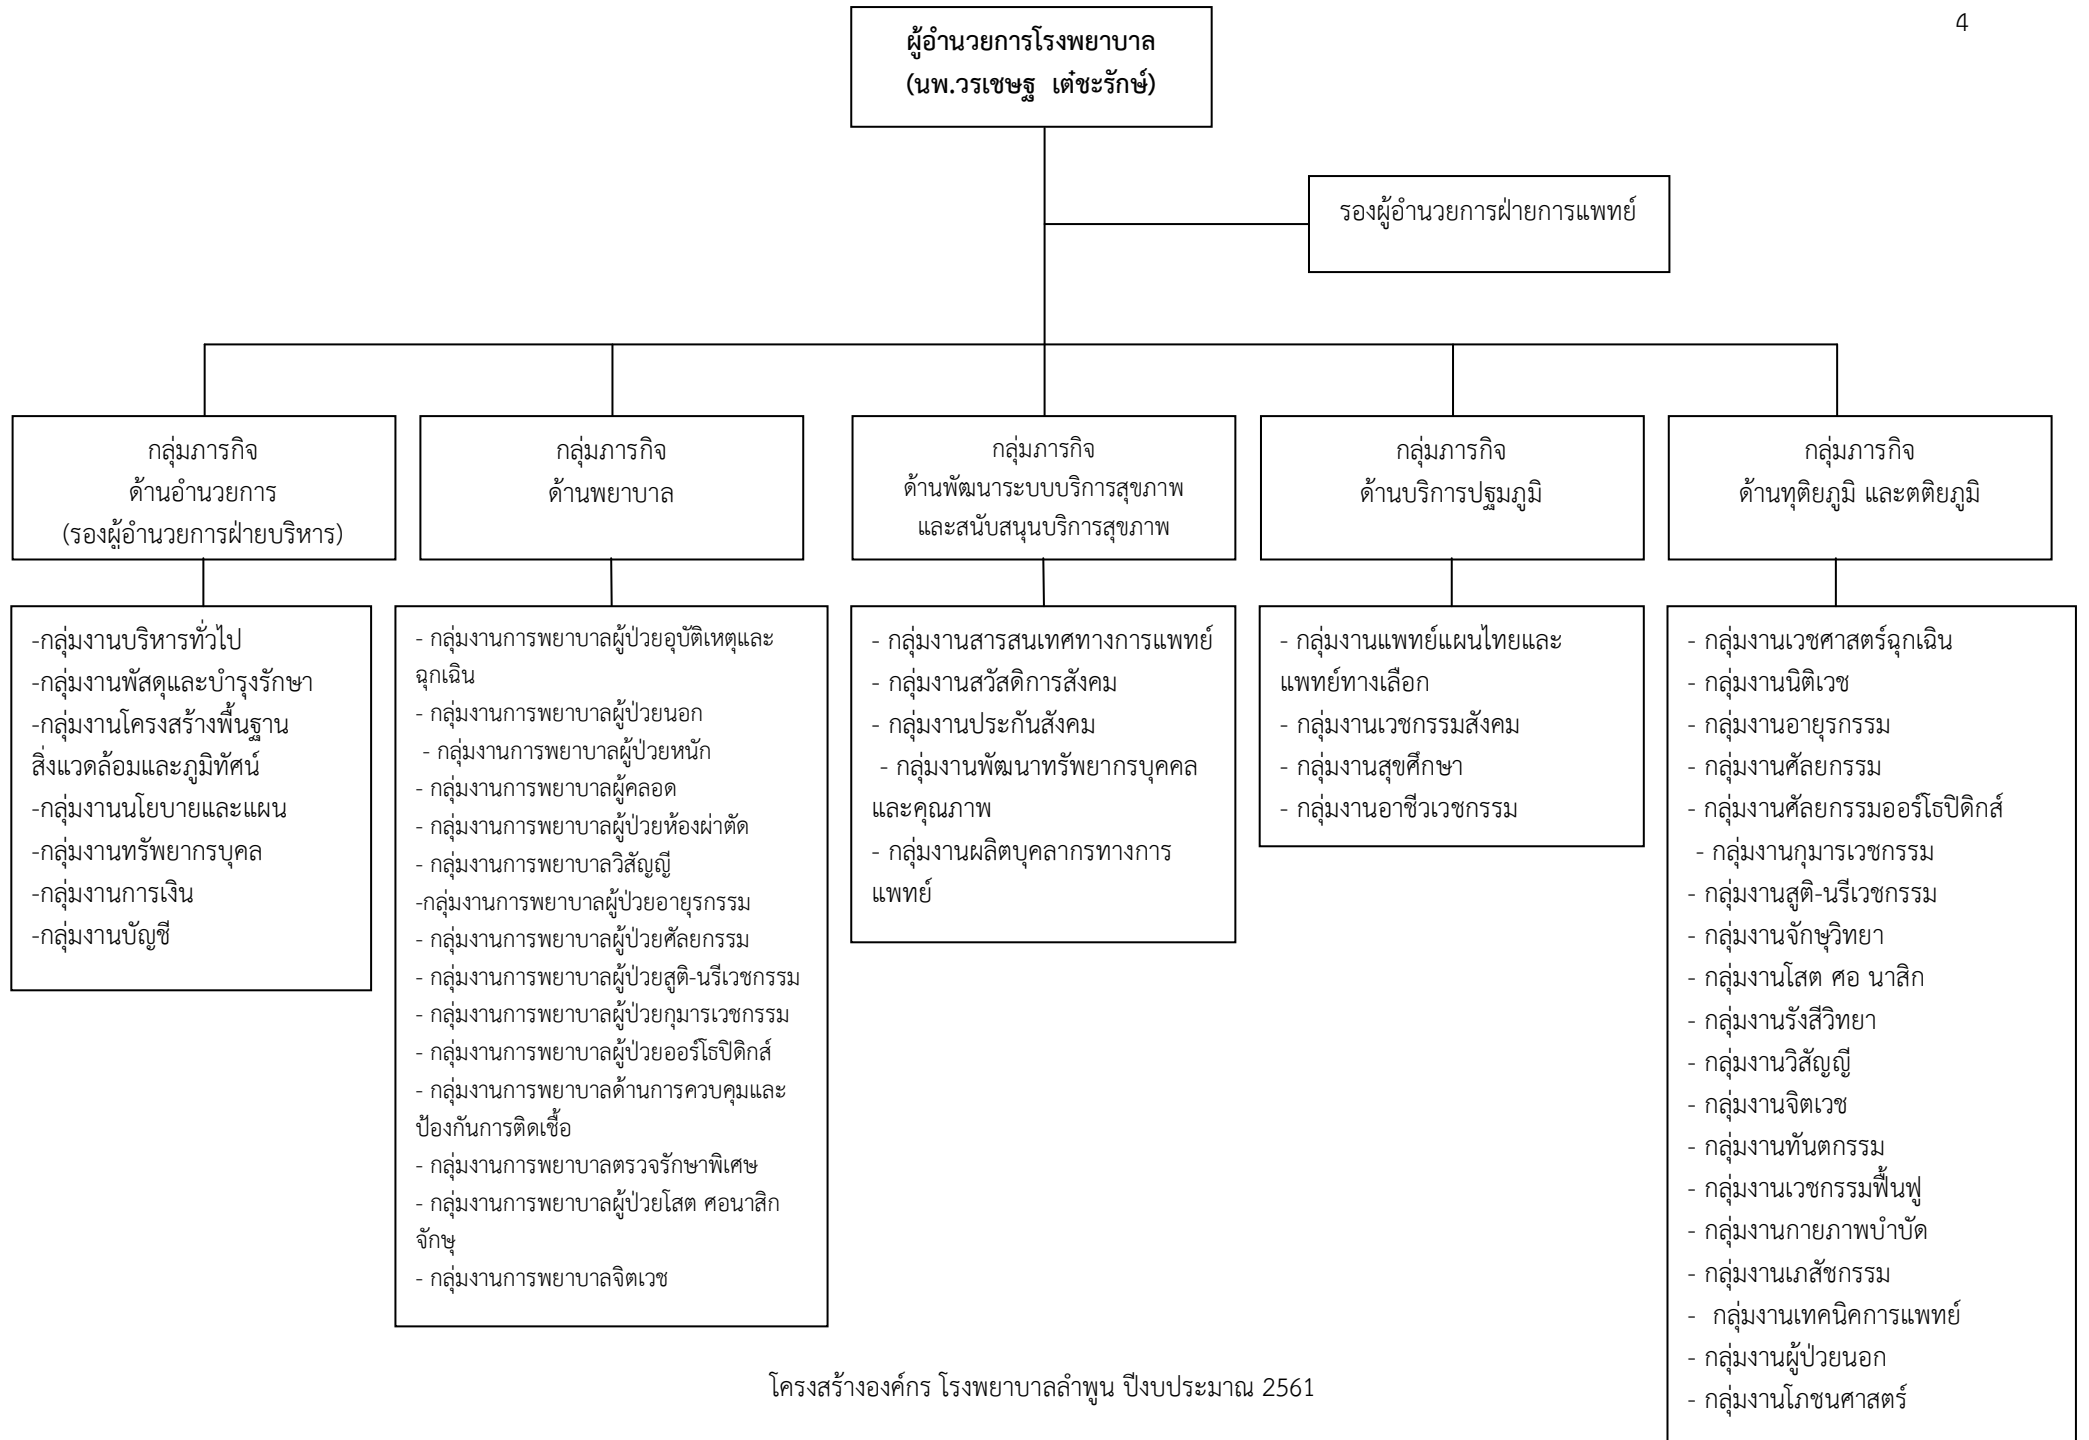 4
ผู้อำนวยการโรงพยาบาล
(นพ.วรเชษฐ เต๋ชะรักษ์)
รองผู้อำนวยการฝ่ายการแพทย์
กลุ่มภารกิจ
ด้านอำนวยการ
(รองผู้อำนวยการฝ่ายบริหาร)
กลุ่มภารกิจ
ด้านพยาบาล
กลุ่มภารกิจ
ด้านพัฒนาระบบบริการสุขภาพ
และสนับสนุนบริการสุขภาพ
กลุ่มภารกิจ
ด้านบริการปฐมภูมิ
กลุ่มภารกิจ
ด้านทุติยภูมิ และตติยภูมิ
-กลุ่มงานบริหารทั่วไป
-กลุ่มงานพัสดุและบำรุงรักษา
-กลุ่มงานโครงสร้างพื้นฐาน
สิ่งแวดล้อมและภูมิทัศน์
-กลุ่มงานนโยบายและแผน
-กลุ่มงานทรัพยากรบุคล
-กลุ่มงานการเงิน
-กลุ่มงานบัญชี
- กลุ่มงานการพยาบาลผู้ป่วยอุบัติเหตุและ
ฉุกเฉิน
- กลุ่มงานการพยาบาลผู้ป่วยนอก
- กลุ่มงานการพยาบาลผู้ป่วยหนัก
- กลุ่มงานการพยาบาลผู้คลอด
- กลุ่มงานการพยาบาลผู้ป่วยห้องผ่าตัด
- กลุ่มงานการพยาบาลวิสัญญี
-กลุ่มงานการพยาบาลผู้ป่วยอายุรกรรม
- กลุ่มงานการพยาบาลผู้ป่วยศัลยกรรม
- กลุ่มงานการพยาบาลผู้ป่วยสูติ-นรีเวชกรรม
- กลุ่มงานการพยาบาลผู้ป่วยกุมารเวชกรรม
- กลุ่มงานการพยาบาลผู้ป่วยออร์โธปิดิกส์
- กลุ่มงานการพยาบาลด้านการควบคุมและ
ป้องกันการติดเชื้อ
- กลุ่มงานการพยาบาลตรวจรักษาพิเศษ
- กลุ่มงานการพยาบาลผู้ป่วยโสต ศอนาสิก
จักษุ
- กลุ่มงานการพยาบาลจิตเวช
- กลุ่มงานสารสนเทศทางการแพทย์
- กลุ่มงานสวัสดิการสังคม
- กลุ่มงานประกันสังคม
- กลุ่มงานพัฒนาทรัพยากรบุคคล
และคุณภาพ
- กลุ่มงานผลิตบุคลากรทางการ
แพทย์
- กลุ่มงานแพทย์แผนไทยและ
แพทย์ทางเลือก
- กลุ่มงานเวชกรรมสังคม
- กลุ่มงานสุขศึกษา
- กลุ่มงานอาชีวเวชกรรม
- กลุ่มงานเวชศาสตร์ฉุกเฉิน
- กลุ่มงานนิติเวช
- กลุ่มงานอายุรกรรม
- กลุ่มงานศัลยกรรม
- กลุ่มงานศัลยกรรมออร์โธปิดิกส์
- กลุ่มงานกุมารเวชกรรม
- กลุ่มงานสูติ-นรีเวชกรรม
- กลุ่มงานจักษุวิทยา
- กลุ่มงานโสต ศอ นาสิก
- กลุ่มงานรังสีวิทยา
- กลุ่มงานวิสัญญี
- กลุ่มงานจิตเวช
- กลุ่มงานทันตกรรม
- กลุ่มงานเวชกรรมฟื้นฟู
- กลุ่มงานกายภาพบำบัด
- กลุ่มงานเภสัชกรรม
- กลุ่มงานเทคนิคการแพทย์
- กลุ่มงานผู้ป่วยนอก
- กลุ่มงานโภชนศาสตร์
โครงสร้างองค์กร โรงพยาบาลลำพูน ปีงบประมาณ 2561